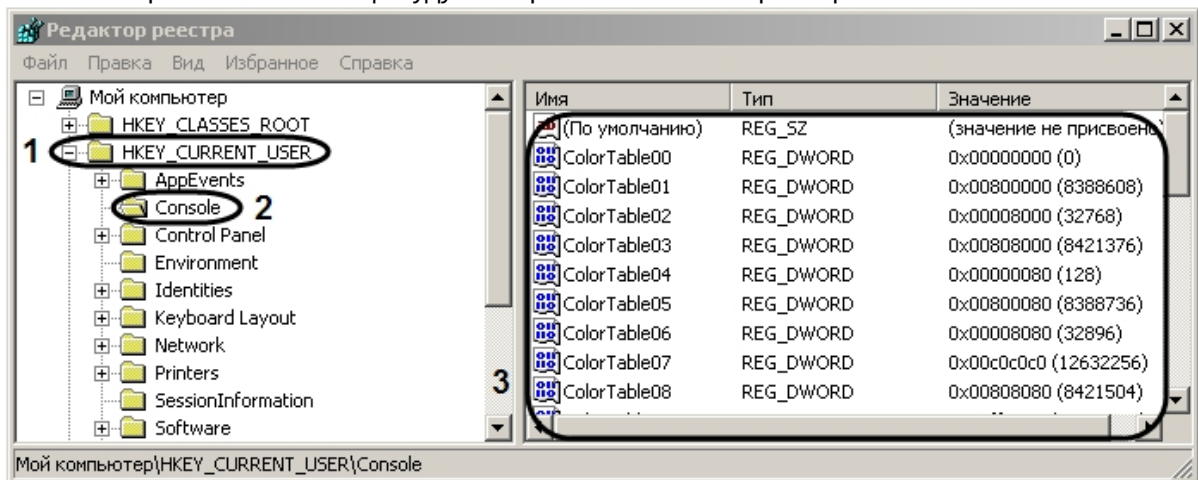 Редактор реестра
Файл Правка Вид Избранное Справка
Мой компьютер
HKEY_CLASSES_ROOT
1 HKEY_CURRENT_USER
AppEvents
Console 2
Control Panel
Environment
Identities
Keyboard Layout
Network
Printers
SessionInformation
Software
3
Имя Тип Значение
(По умолчанию) REG_SZ (значение не присвоено)
ColorTable00 REG_DWORD 0x00000000 (0)
ColorTable01 REG_DWORD 0x00800000 (8388608)
ColorTable02 REG_DWORD 0x00008000 (32768)
ColorTable03 REG_DWORD 0x00808000 (8421376)
ColorTable04 REG_DWORD 0x00000080 (128)
ColorTable05 REG_DWORD 0x00800080 (8388736)
ColorTable06 REG_DWORD 0x00008080 (32896)
ColorTable07 REG_DWORD 0x00c0c0c0 (12632256)
ColorTable08 REG_DWORD 0x00808080 (8421504)
Мой компьютер\HKEY_CURRENT_USER\Console